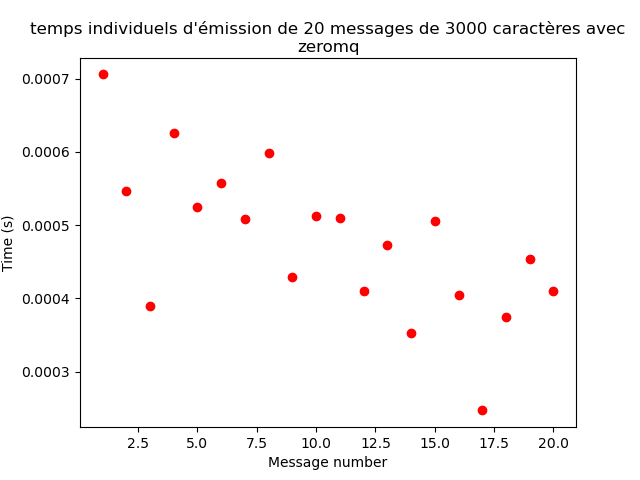 temps individuels d'émission de 20 messages de 3000 caractères avec
zeromq
0.0007
0.0006
0.0005
0.0004
0.0003
Time (s)
2.5 5.0 7.5 10.0 12.5 15.0 17.5 20.0
Message number